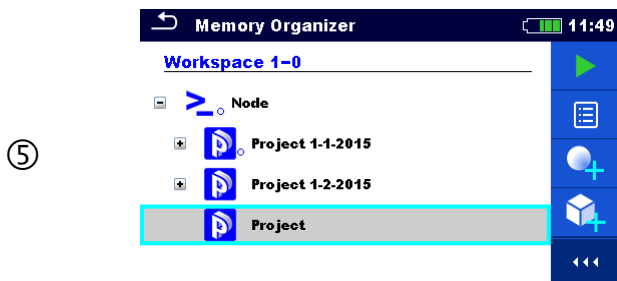 Memory Organizer 11:49
Workspace 1-0
Node
Project 1-1-2015
⑤
Project 1-2-2015
Project